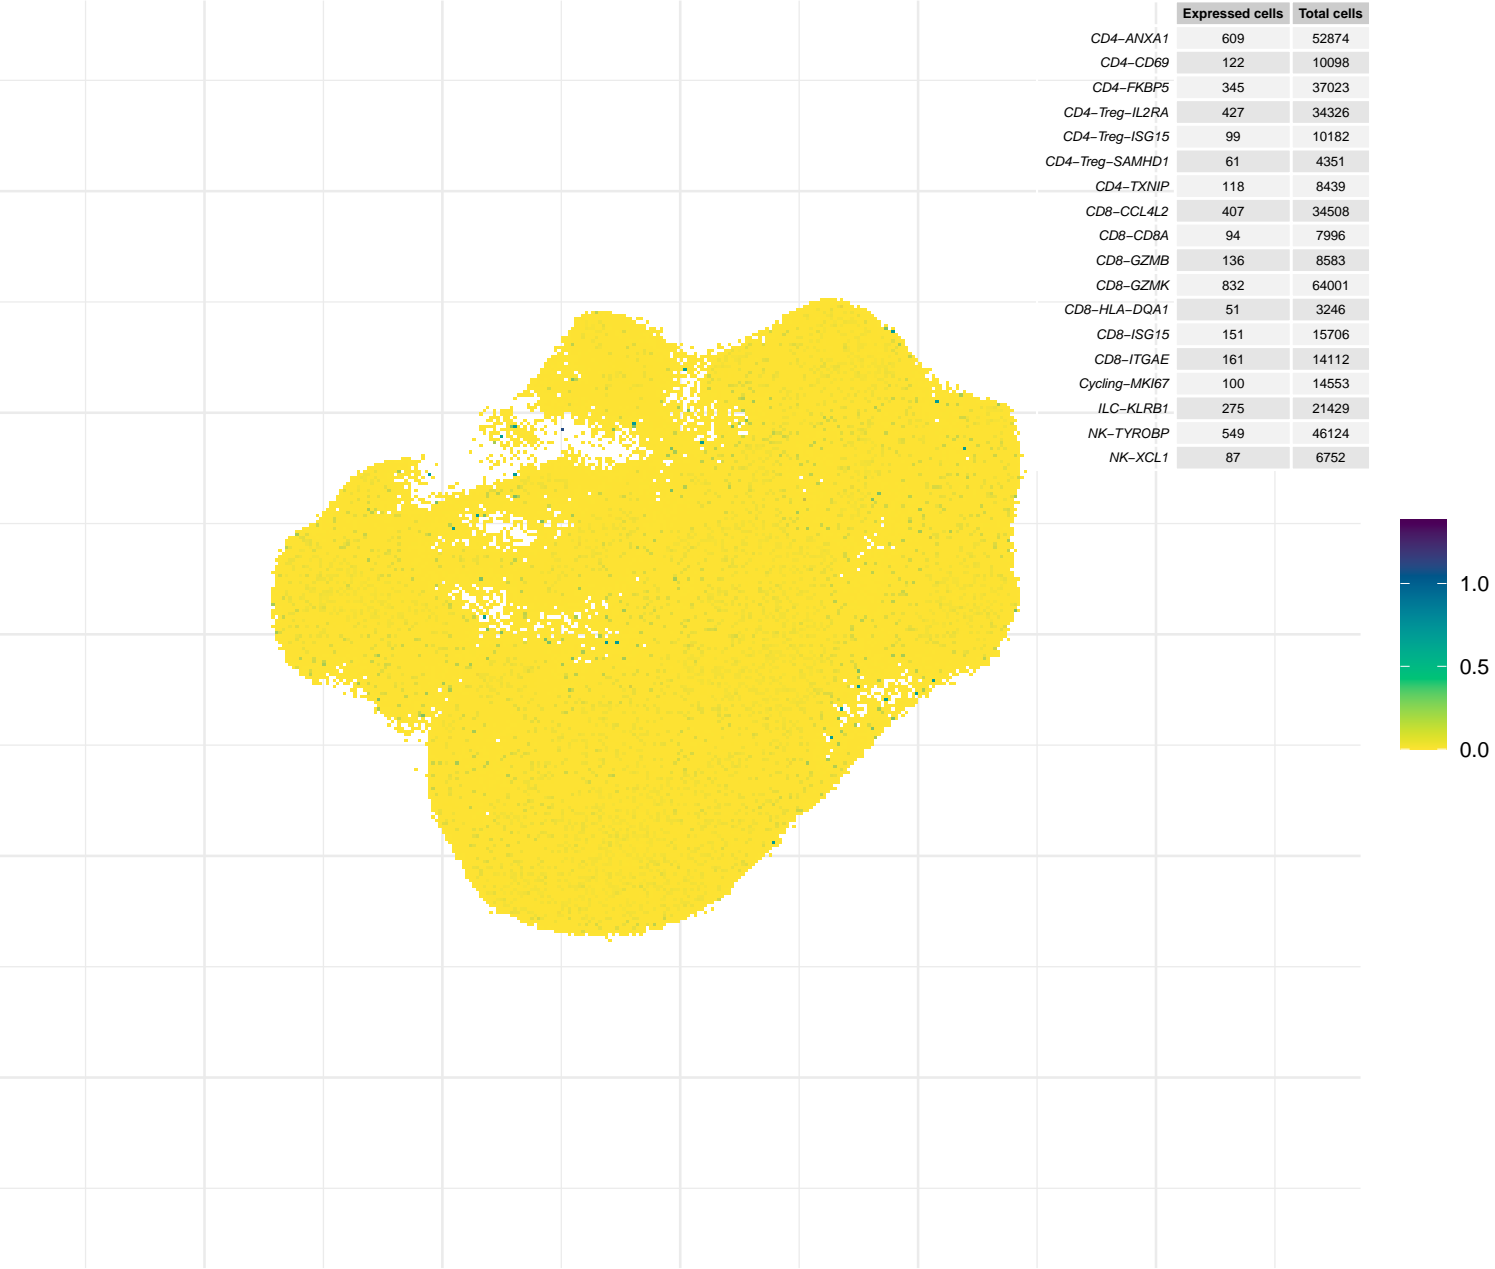 Expressed cells Total cells
CD4−ANXA1 609 52874
CD4−CD69 122 10098
CD4−FKBP5 345 37023
CD4−Treg−IL2RA 427 34326
CD4−Treg−ISG15 99 10182
CD4−Treg−SAMHD1 61 4351
CD4−TXNIP 118 8439
CD8−CCL4L2 407 34508
CD8−CD8A 94 7996
CD8−GZMB 136 8583
CD8−GZMK 832 64001
CD8−HLA−DQA1 51 3246
CD8−ISG15 151 15706
CD8−ITGAE 161 14112
Cycling−MKI67 100 14553
ILC−KLRB1 275 21429
NK−TYROBP 549 46124
NK−XCL1 87 6752
1.0
0.5
0.0